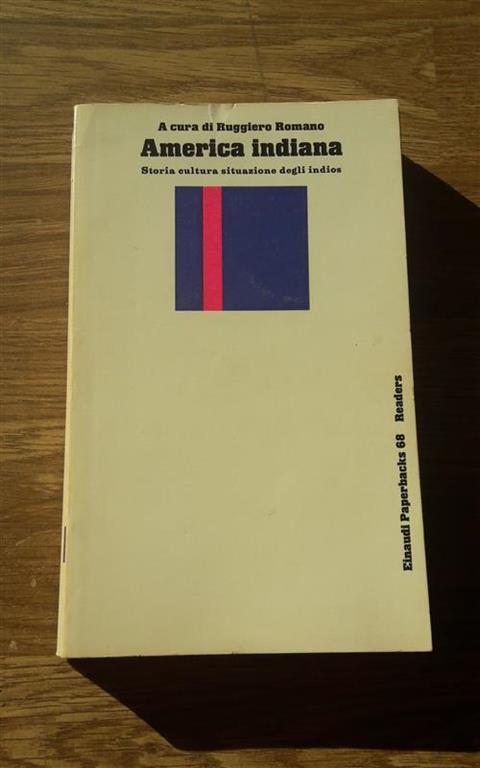 A cura di Ruggiero Romano
America indiana
Storia cultura situazione degli indios
Einaudi Paperbacks 68 Readers